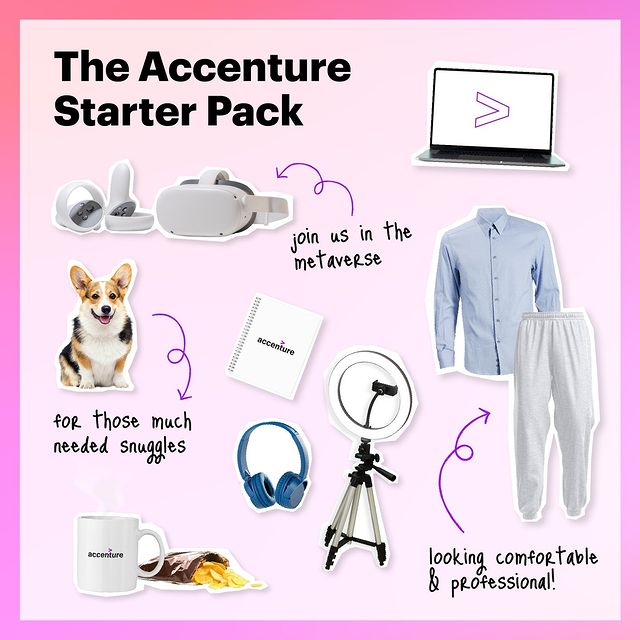 The Accenture
Starter Pack
join us in the
metaverse
accenture
for those much
needed snuggles
accenture
looking comfortable
& professional!